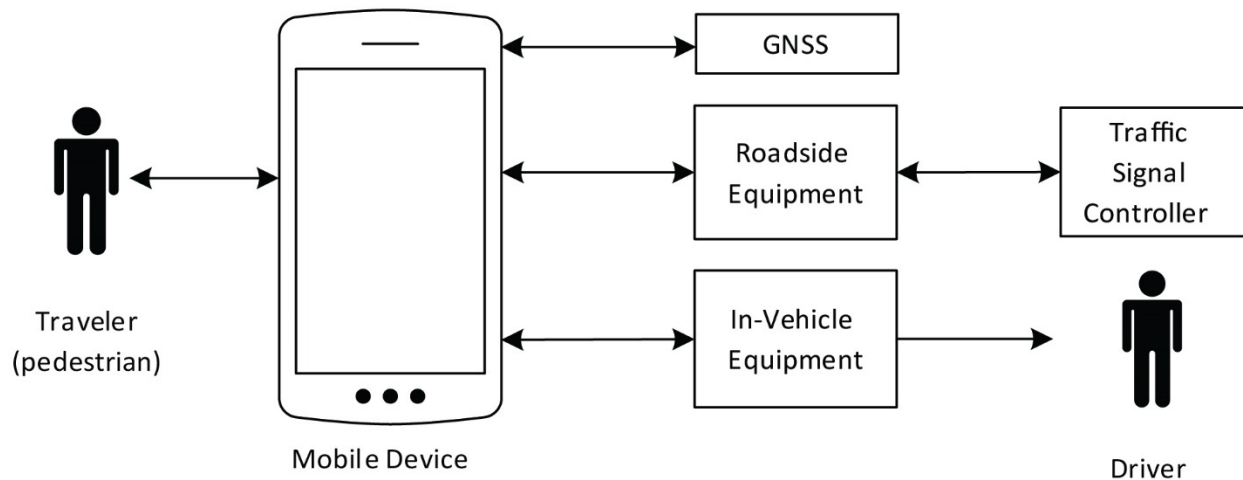 GNSS
Roadside
Equipment
Traffic
Signal
Controller
In-Vehicle
Equipment
Traveler
(pedestrian)
Mobile Device
Driver